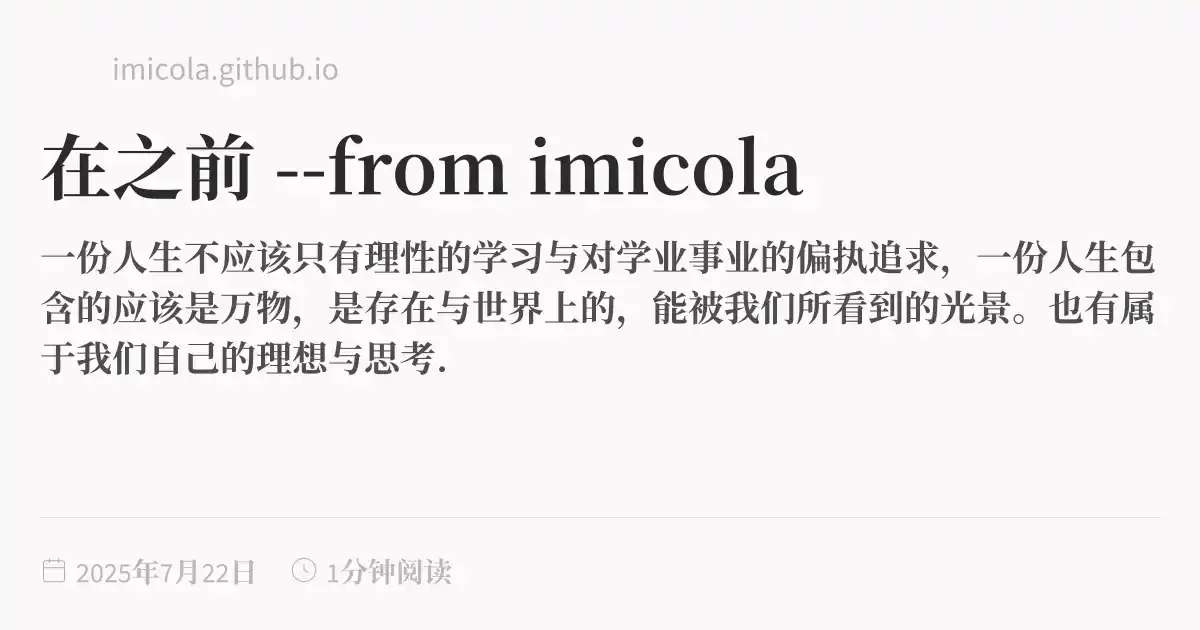 imicola.github.io
在之前 --from imicola
一份人生不应该只有理性的学习与对学业事业的偏执追求，一份人生包
含的应该是万物，是存在与世界上的，能被我们所看到的光景。也有属
于我们自己的理想与思考.
2025年7月22日 1分钟阅读